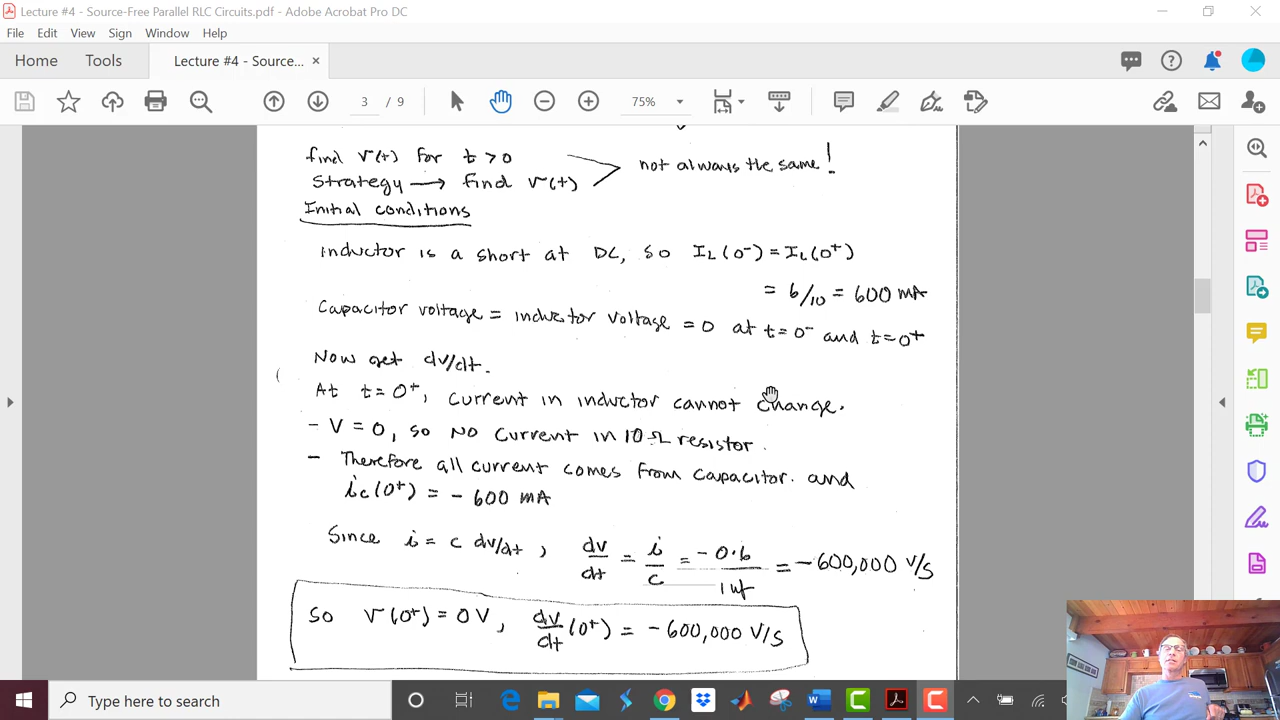 Lecture #4 - Source-Free Parallel RLC Circuits.pdf - Adobe Acrobat Pro DC
File Edit View Sign Window Help
Home Tools Lecture #4 - Source... ×
3 / 9 75%
find v(t) for t > 0
Strategy → find v(t)
not always the same!
Initial conditions
Inductor is a short at DC, so IL(0-) = IL(0+)
= 6/10 = 600 mA
Capacitor voltage = inductor voltage = 0 at t=0- and t=0+
Now get dv/dt.
At t=0+, current in inductor cannot change.
- V = 0, so NO current in 10 Ω resistor.
- Therefore all current comes from capacitor. and
ic(0+) = - 600 mA
Since i = c dv/dt, dv/dt = i/c = -0.6/1uf = -600,000 V/S
So v(0+) = 0V, dv/dt(0+) = -600,000 V/S
Type here to search